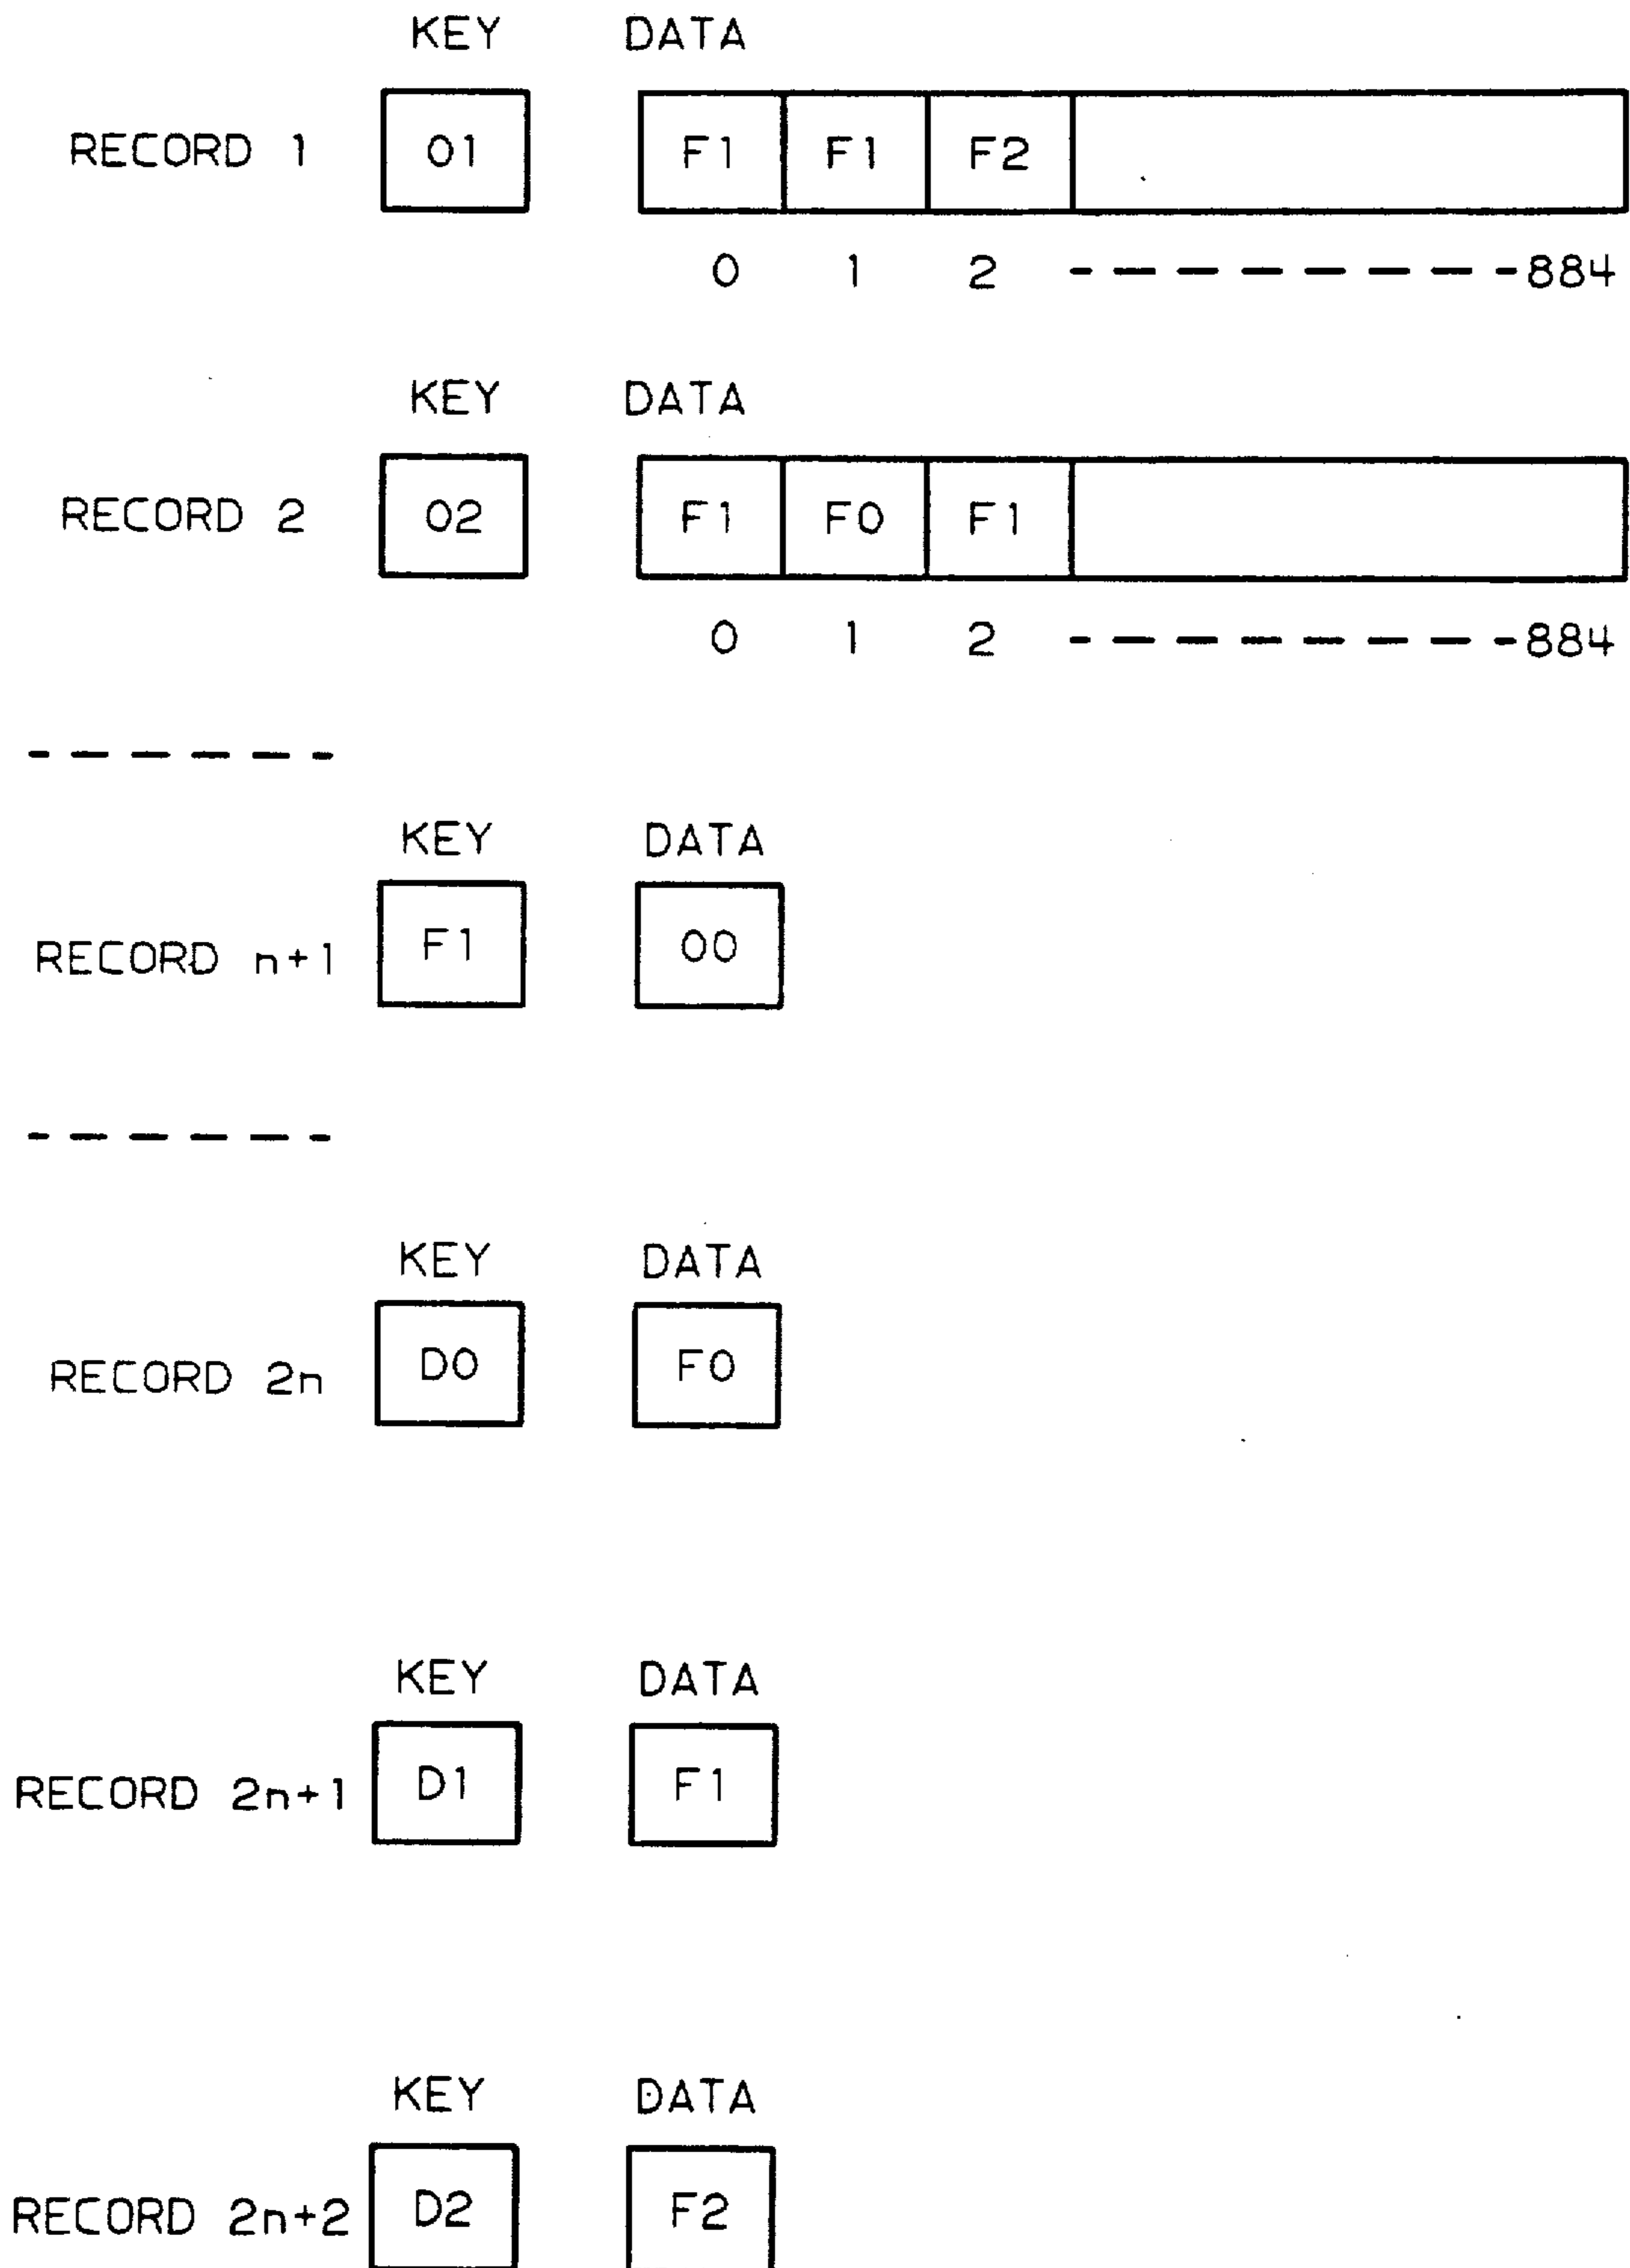 KEY DATA
RECORD 1 01 F1 F1 F2
0 1 2 - - - - - - - - 884
KEY DATA
RECORD 2 02 F1 F0 F1
0 1 2 - - - - - - - - 884
- - - - - -
KEY DATA
RECORD n+1 F1 00
- - - - - -
KEY DATA
RECORD 2n D0 F0
KEY DATA
RECORD 2n+1 D1 F1
KEY DATA
RECORD 2n+2 D2 F2